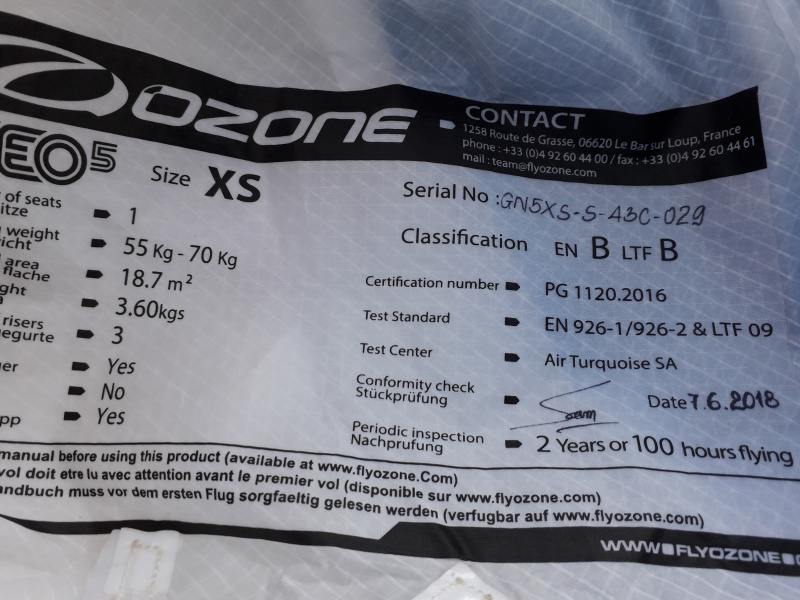 OZONE
CONTACT
1258 Route de Grasse, 06620 Le Bar sur Loup, France
phone : +33 (0)4 92 60 44 00 / fax : +33 (0)4 92 60 44 61
mail : team@flyozone.com
EO5
Size XS
Serial No : GN5XS-S-43C-029
Classification EN B LTF B
of seats
itze
1
weight
icht
55 Kg - 70 Kg
area
flache
18.7 m²
ght
3.60kgs
risers
egurte
3
er
Yes
No
pp
Yes
Certification number PG 1120.2016
Test Standard EN 926-1/926-2 & LTF 09
Test Center Air Turquoise SA
Conformity check
Stückprüfung
Date 7.6.2018
Periodic inspection
Nachprufung
2 Years or 100 hours flying
manual before using this product (available at www.flyozone.Com)
vol doit etre lu avec attention avant le premier vol (disponible sur www.flyozone.com)
andbuch muss vor dem ersten Flug sorgfaeltig gelesen werden (verfugbar auf www.flyozone.com)
WWW.FLYOZONE.